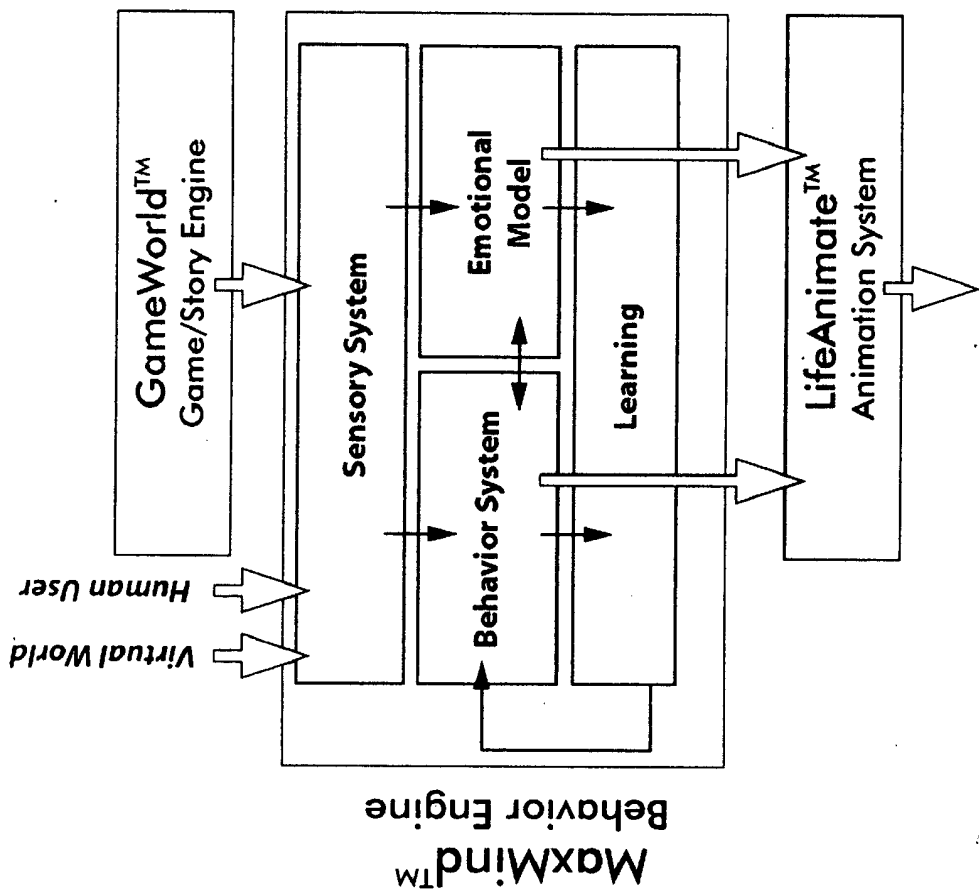 GameWorld™
Game/Story Engine
Virtual World
Human User
MaxMind™
Behavior Engine
Sensory System
Behavior System
Emotional
Model
Learning
LifeAnimate™
Animation System